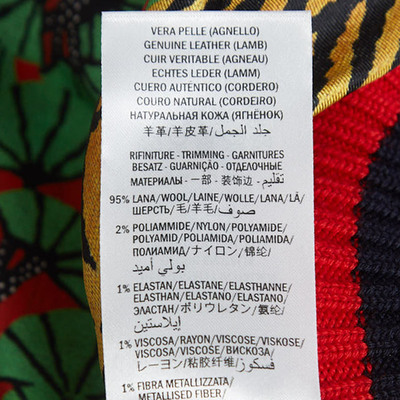 VERA PELLE (AGNELLO)
GENUINE LEATHER (LAMB)
CUIR VERITABLE (AGNEAU)
ECHTES LEDER (LAMM)
CUERO AUTÉNTICO (CORDERO)
COURO NATURAL (CORDEIRO)
НАТУРАЛЬНАЯ КОЖА (ЯГНЁНОК)
羊革/羊皮革/ جلد الجمل
RIFINITURE - TRIMMING - GARNITURES
BESATZ - GUARNIÇÃO - ОТДЕЛОЧНЫЕ
МАТЕРИАЛЫ - 一部 - 装饰边 - تقليم
95% LANA/WOOL/LAINE/WOLLE/LANA/LÃ/
ШЕРСТЬ/毛/羊毛/صوف
2% POLIAMMIDE/NYLON/POLYAMIDE/
POLYAMID/POLIAMIDA/POLIAMIDA/
ПОЛИАМИД/ナイロン/锦纶/
بولي أميد
1% ELASTAN/ELASTANE/ELASTHANNE/
ELASTHAN/ELASTANO/ELASTANO/
ЭЛАСТАН/ポリウレタン/氨纶/
إيلاستين
1% VISCOSA/RAYON/VISCOSE/VISKOSE/
VISCOSA/VISCOSE/ВИСКОЗА/
レーヨン/粘胶纤维/فسكوز
1% FIBRA METALLIZZATA/
METALLISED FIBER/